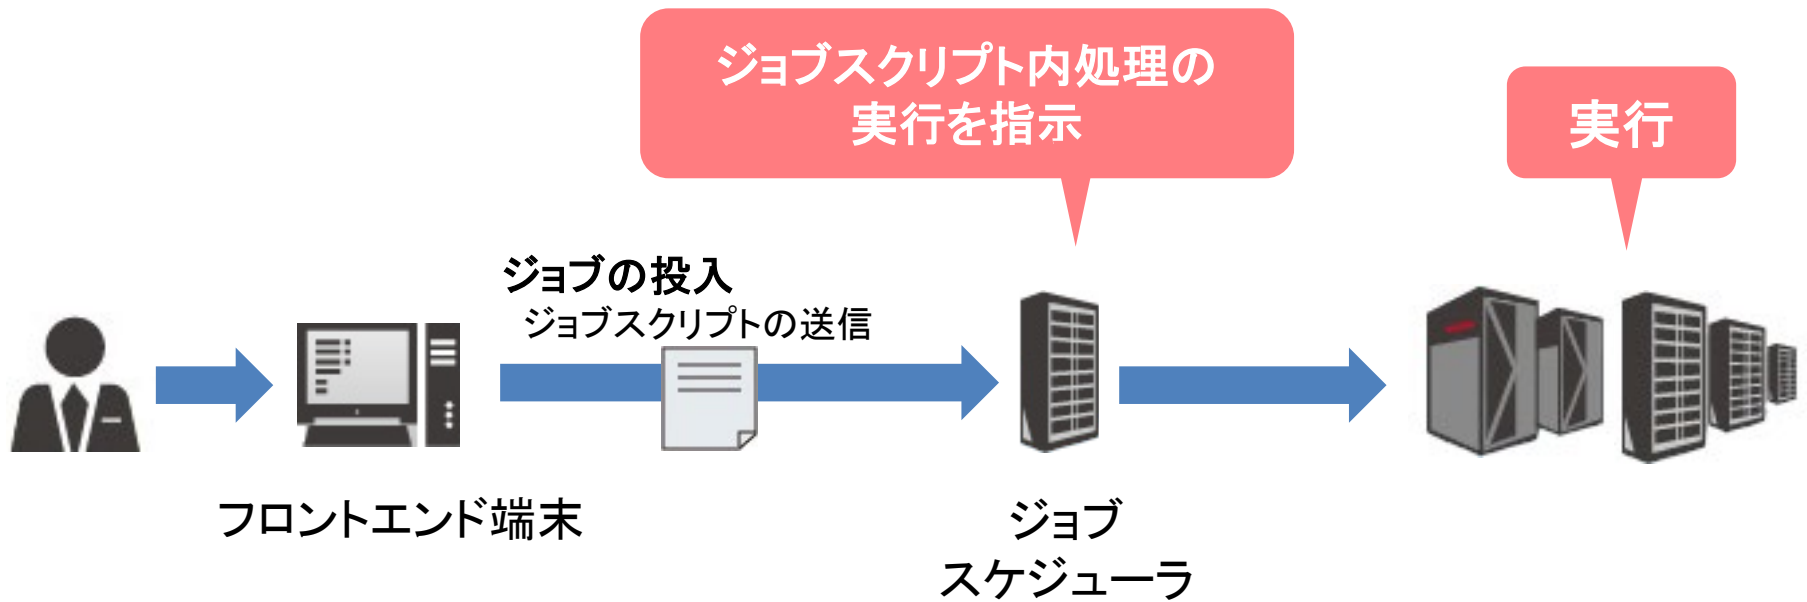 ジョブスクリプト内処理の
実行を指示
実行
ジョブの投入
ジョブスクリプトの送信
フロントエンド端末
ジョブ
スケジューラ